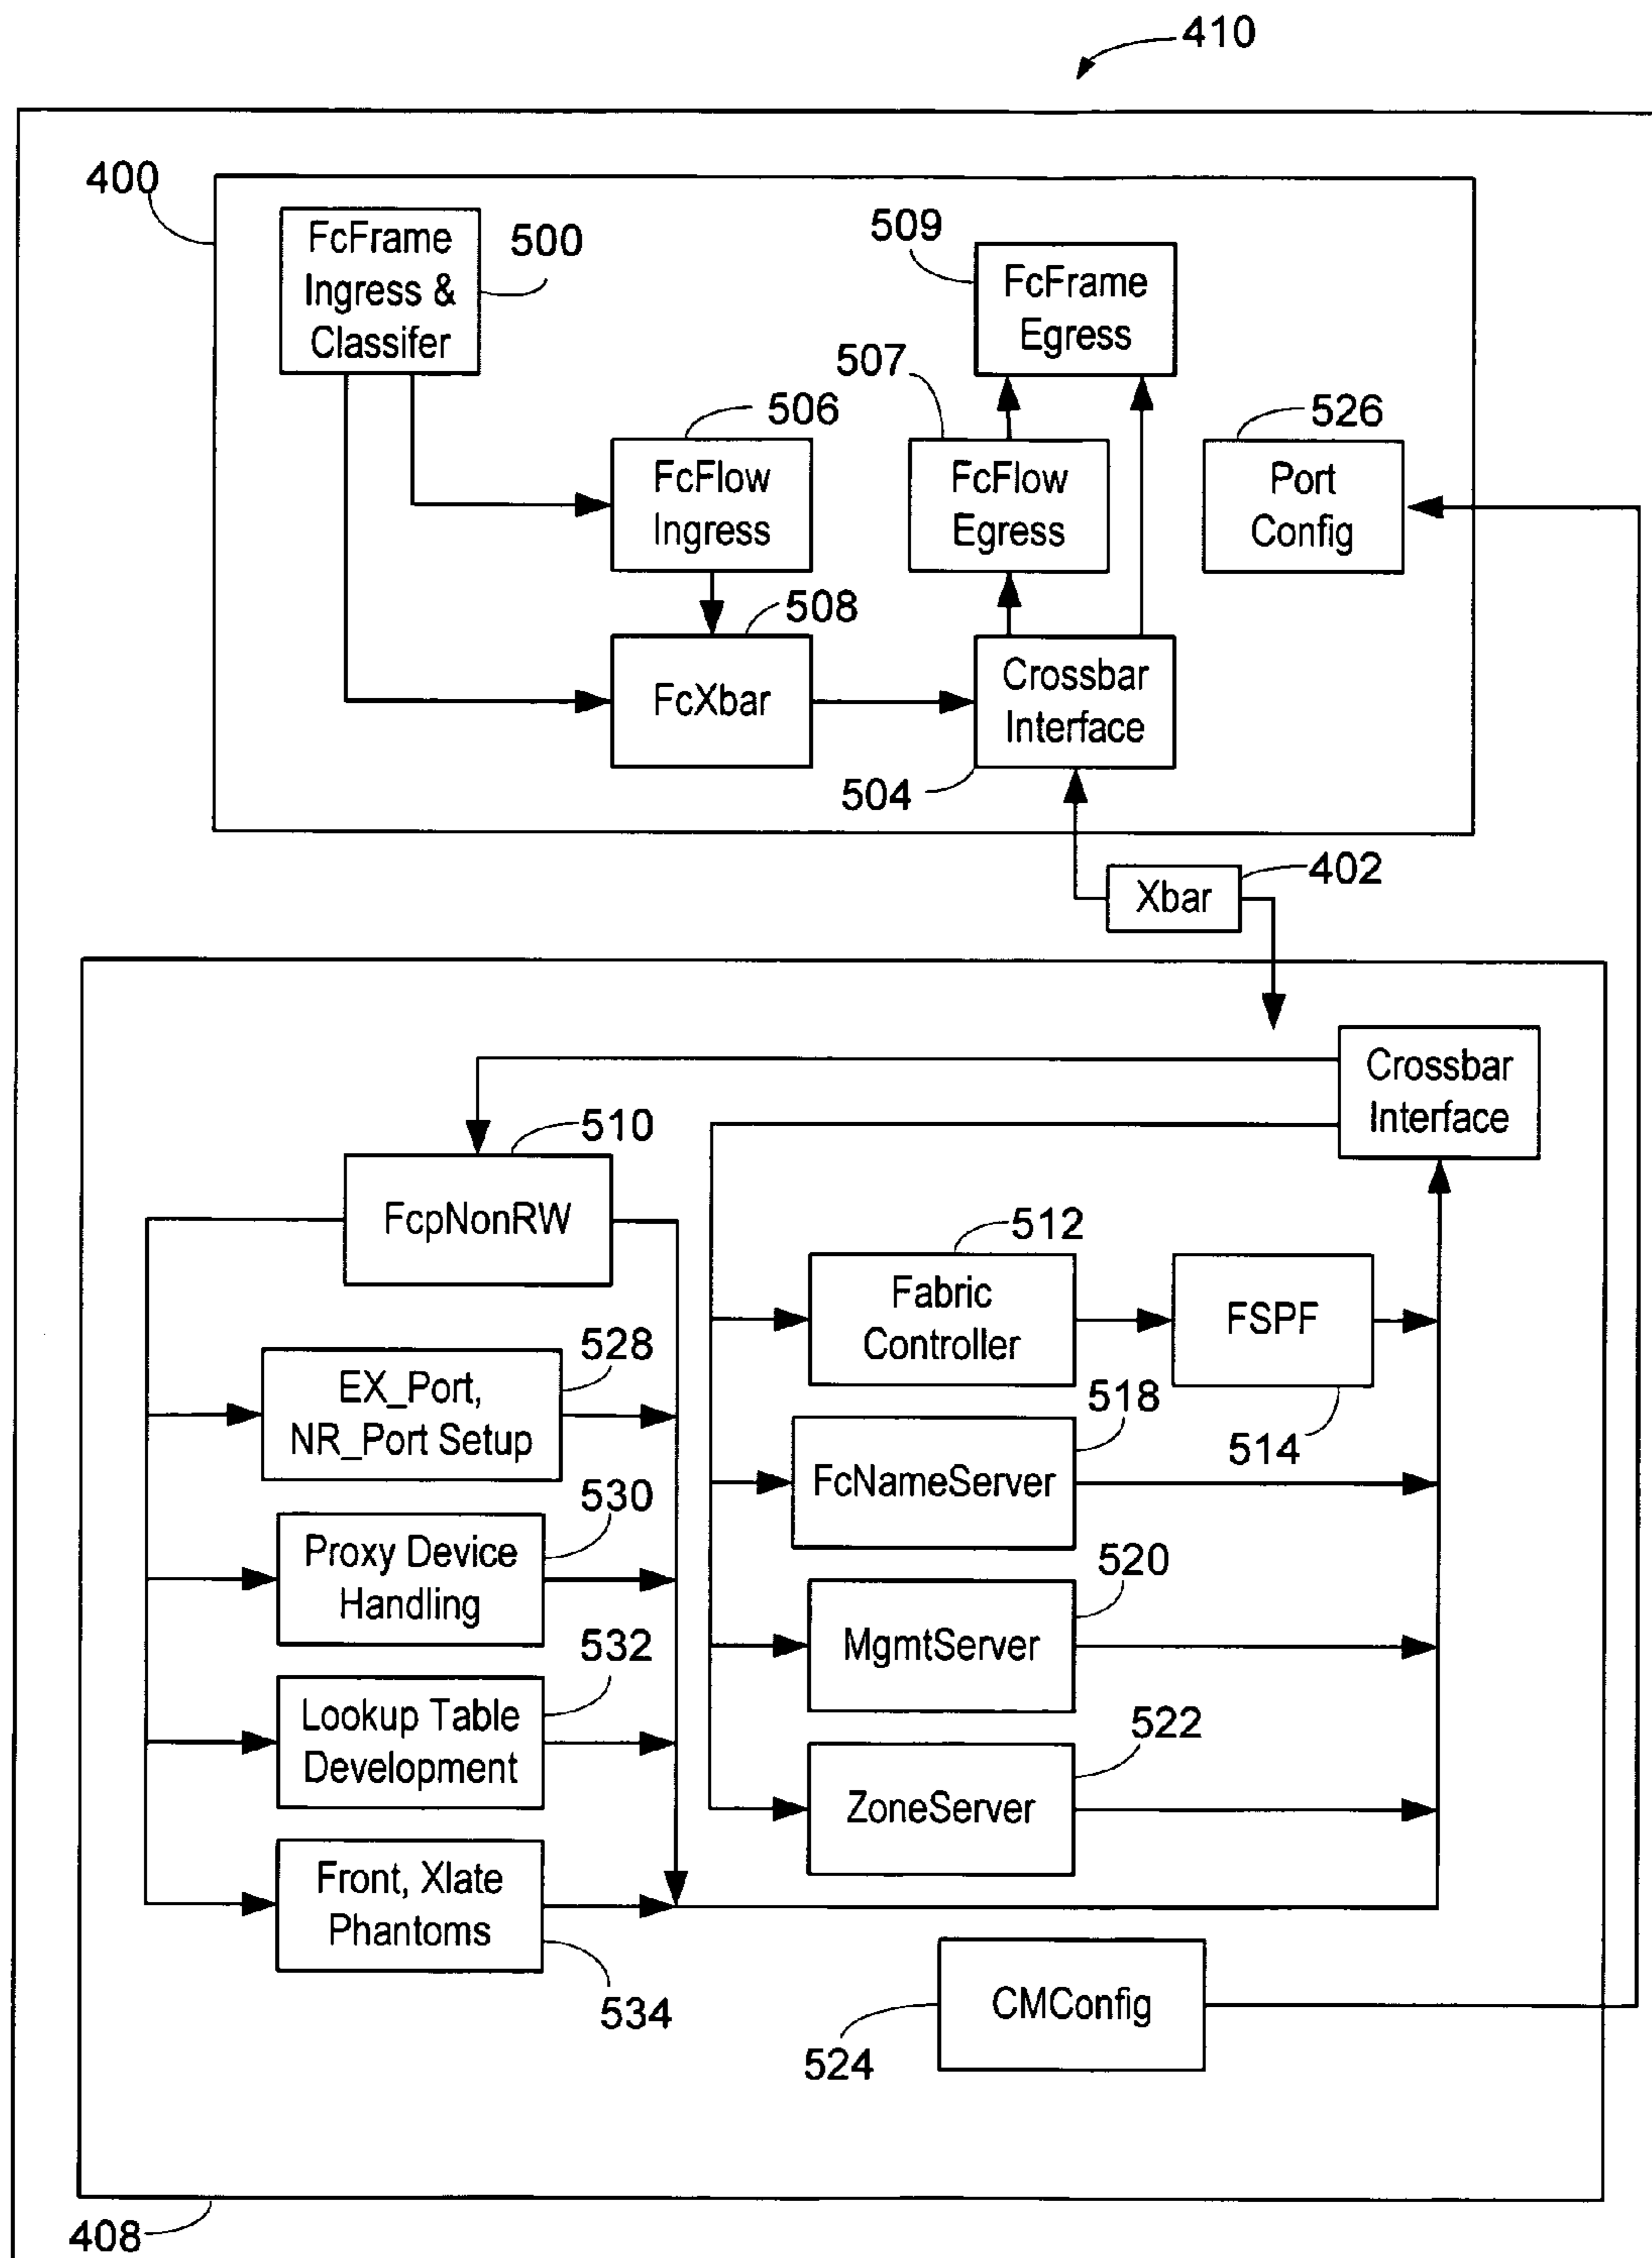 410
400
FcFrame
Ingress &
Classifer
500
509
FcFrame
Egress
507
506
526
FcFlow
Ingress
FcFlow
Egress
Port
Config
508
FcXbar
Crossbar
Interface
504
402
Xbar
Crossbar
Interface
510
FcpNonRW
512
Fabric
Controller
FSPF
528
EX_Port,
NR_Port Setup
518
514
FcNameServer
530
Proxy Device
Handling
520
MgmtServer
532
Lookup Table
Development
522
ZoneServer
Front, Xlate
Phantoms
534
CMConfig
524
408